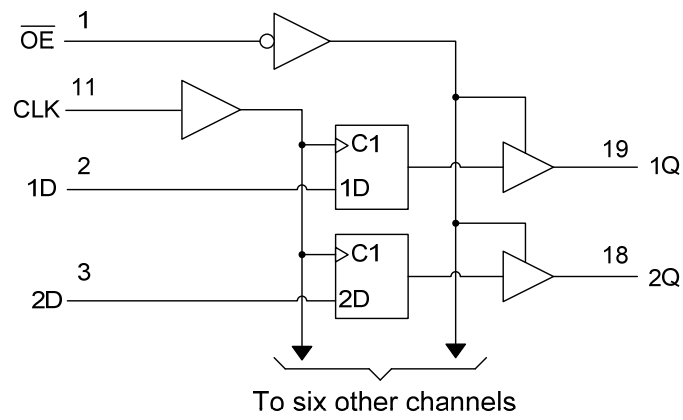 OE 1
CLK 11
C1
1D 2 1D 19 1Q
C1
2D 3 2D 18 2Q
To six other channels